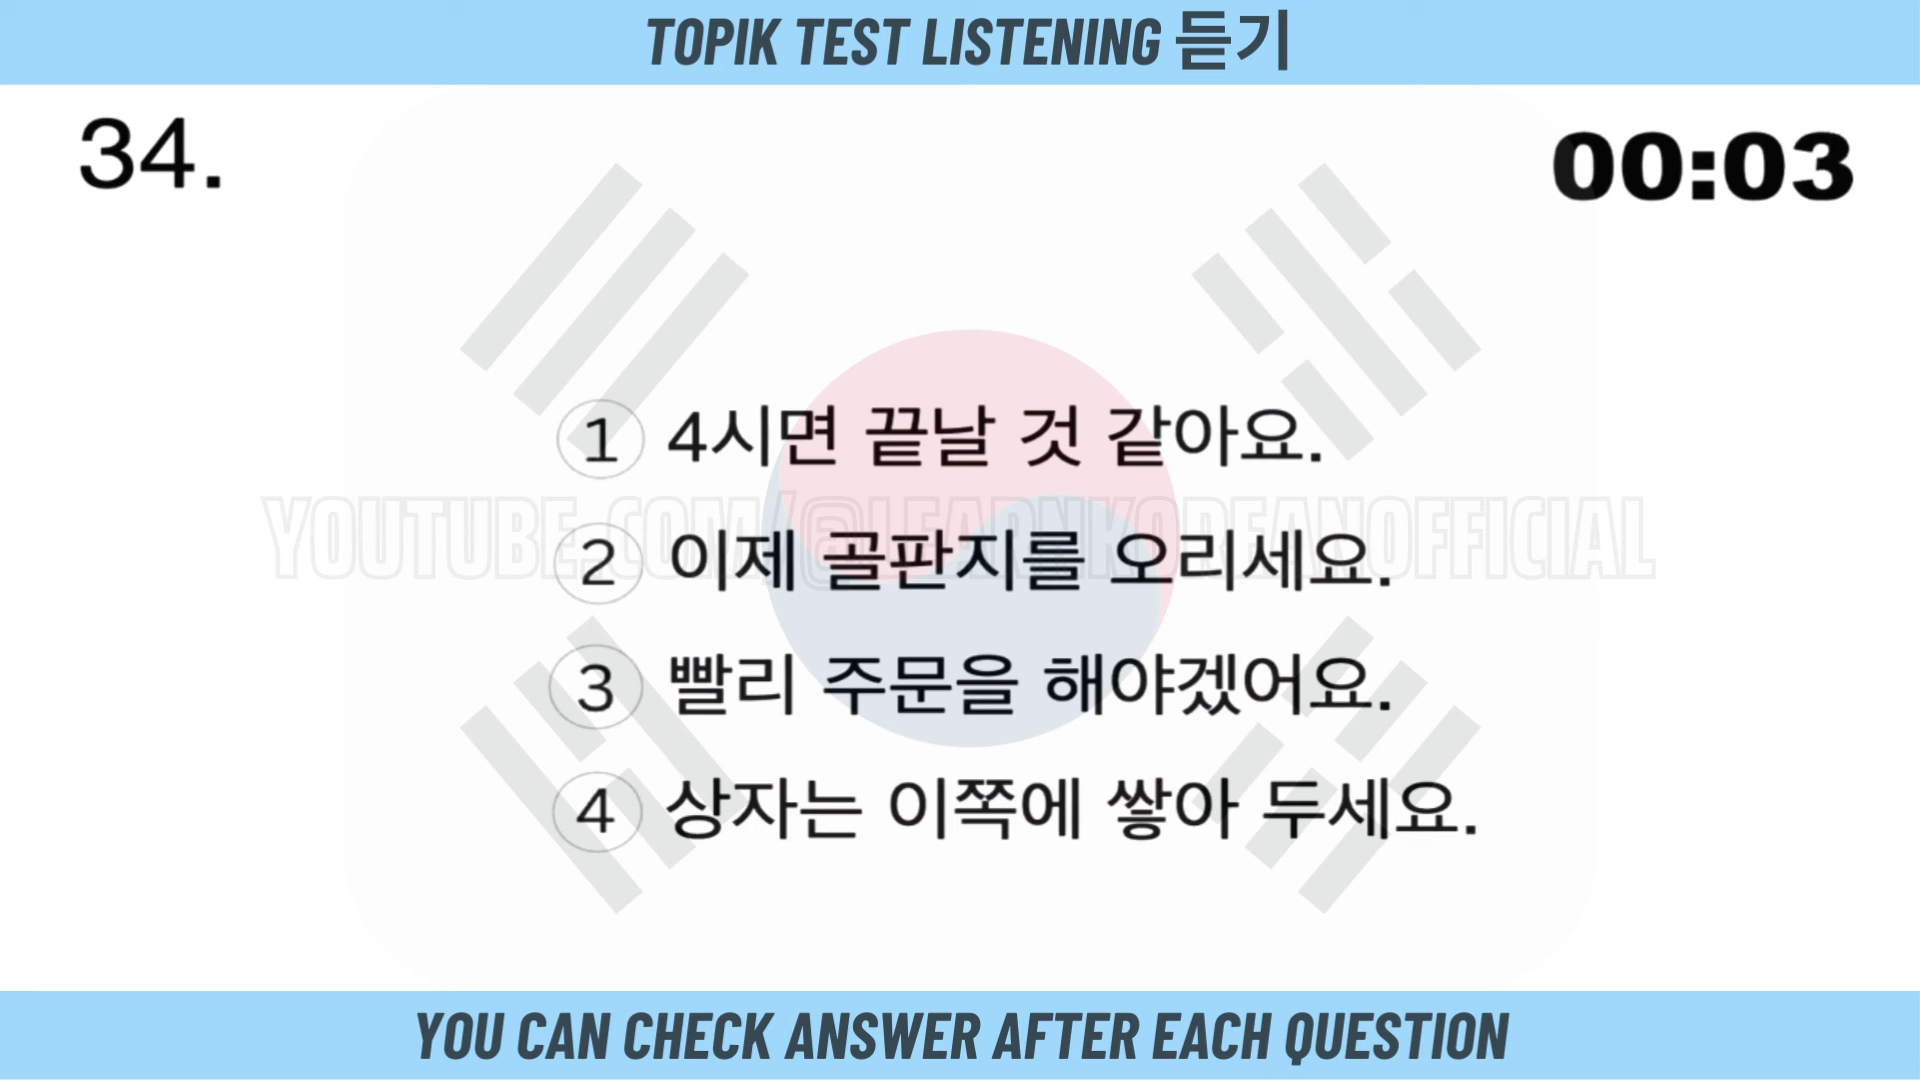 TOPIK TEST LISTENING 듣기
34.
00:03
① 4시면 끝날 것 같아요.
YOUTUBE.COM/@LEARNKOREANOFFICIAL
② 이제 골판지를 오리세요.
③ 빨리 주문을 해야겠어요.
④ 상자는 이쪽에 쌓아 두세요.
YOU CAN CHECK ANSWER AFTER EACH QUESTION